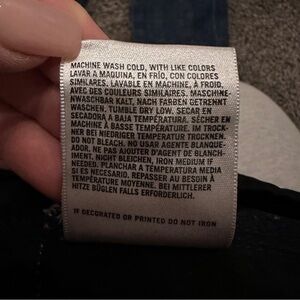 MACHINE WASH COLD, WITH LIKE COLORS
LAVAR A MAQUINA, EN FRÍO, CON COLORES
SIMILARES. LAVABLE EN MACHINE, À FROID,
AVEC DES COULEURS SIMILAIRES. MASCHINE-
NWASCHBAR KALT, NACH FARBEN GETRENNT
WASCHEN. TUMBLE DRY LOW. SECAR EN
SECADORA A BAJA TEMPERATURA. SÉCHER EN
MACHINE À BASSE TEMPÉRATURE. IM TROCK-
NER BEI NIEDRIGER TEMPERATUR TROCKNEN.
DO NOT BLEACH. NO USAR AGENTE BLANQUE-
ADOR. NE PAS AJOUTER D'AGENT DE BLANCH-
IMENT. NICHT BLEICHEN. IRON MEDIUM IF
NEEDED. PLANCHAR A TEMPERATURA MEDIA
SI ES NECESARIO. REPASSER AU BESOIN À
TEMPÉRATURE MOYENNE. BEI MITTLERER
HITZE BÜGLEN FALLS ERFORDERLICH.
IF DECORATED OR PRINTED DO NOT IRON